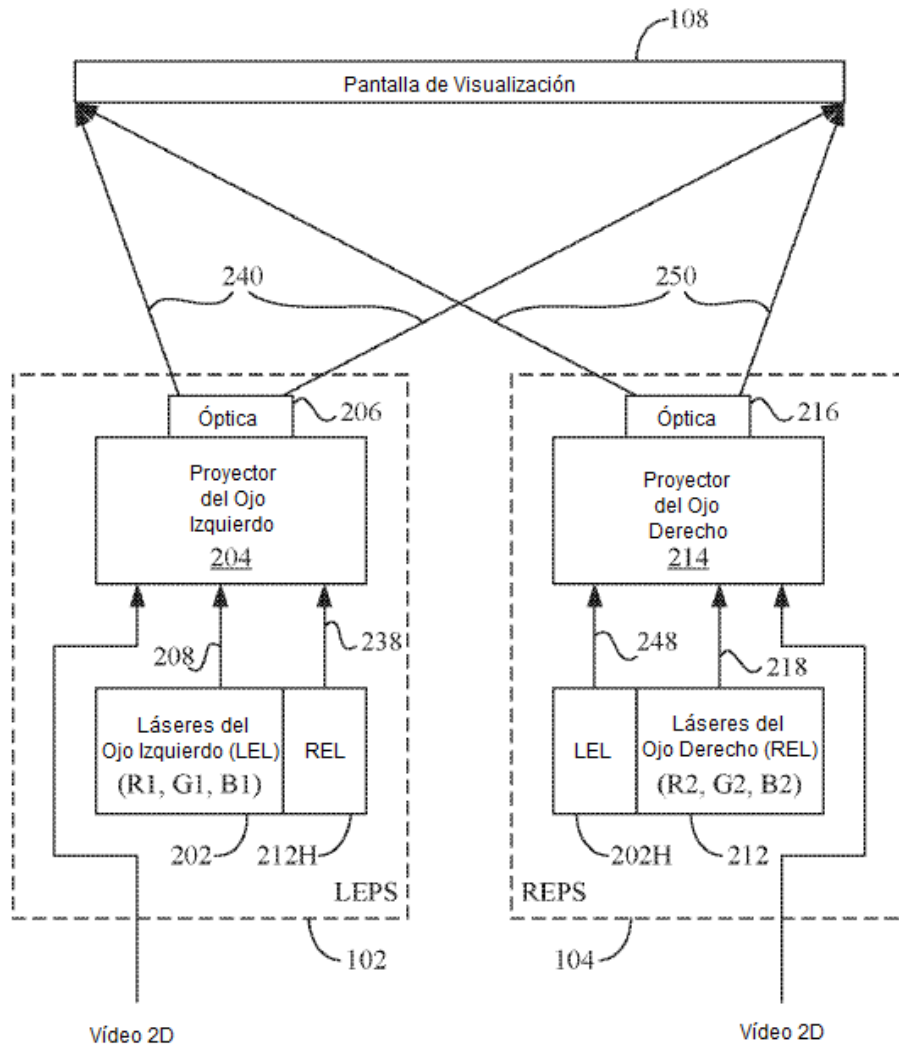 108
Pantalla de Visualización
240
250
Óptica
206
Óptica
216
Proyector
del Ojo
Izquierdo
204
Proyector
del Ojo
Derecho
214
208
238
248
218
Láseres del
Ojo Izquierdo (LEL)
(R1, G1, B1)
REL
LEL
Láseres del
Ojo Derecho (REL)
(R2, G2, B2)
202
212H
202H
212
LEPS
REPS
102
104
Vídeo 2D
Vídeo 2D